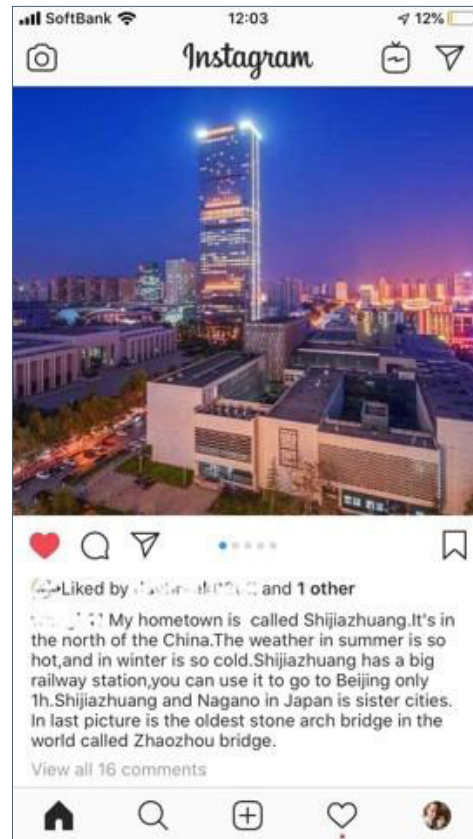 SoftBank 12:03 12%
Instagram
Liked by and 1 other
My hometown is called Shijiazhuang.It's in
the north of the China.The weather in summer is so
hot,and in winter is so cold.Shijiazhuang has a big
railway station,you can use it to go to Beijing only
1h.Shijiazhuang and Nagano in Japan is sister cities.
In last picture is the oldest stone arch bridge in the
world called Zhaozhou bridge.
View all 16 comments